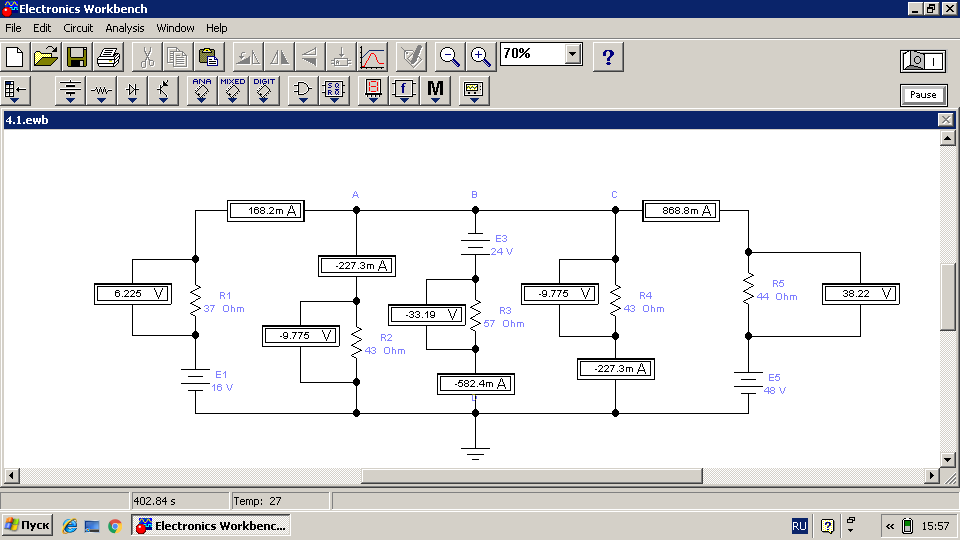 Electronics Workbench
File Edit Circuit Analysis Window Help
70%
?
ANA MIXED DIGIT
f M
Pause
4.1.ewb
A B C
168.2m A
868.8m A
E3
24 V
-227.3m A
6.225 V
R1
37 Ohm
-9.775 V
R2
43 Ohm
-33.19 V
R3
57 Ohm
-9.775 V
R4
43 Ohm
R5
44 Ohm
38.22 V
E1
16 V
-582.4m A
-227.3m A
E5
48 V
402.84 s Temp: 27
Пуск Electronics Workbenc... RU ? « 15:57